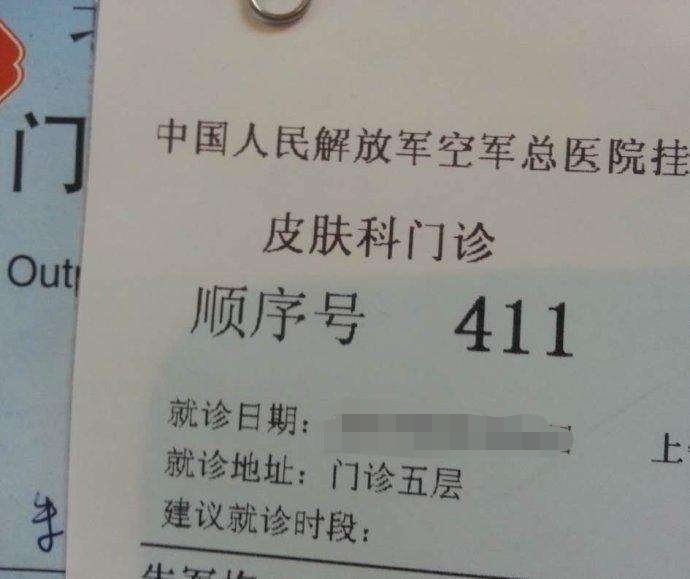 门
Outp
中国人民解放军空军总医院挂
皮肤科门诊
顺序号 411
就诊日期： 上
就诊地址：门诊五层
建议就诊时段：